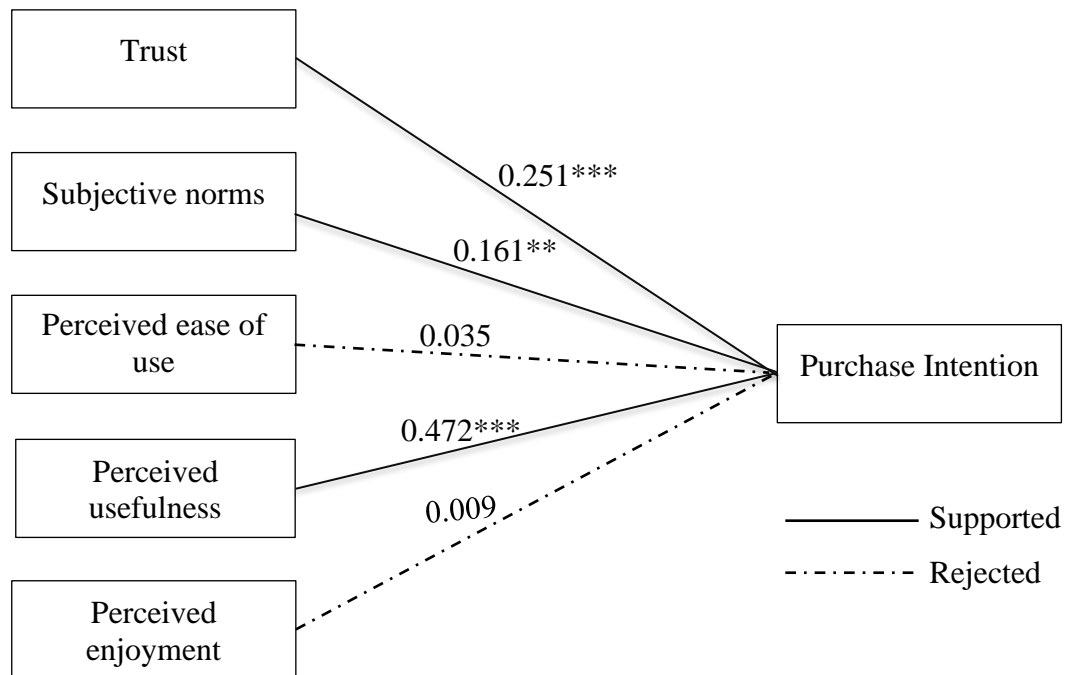 Trust
0.251***
Subjective norms
0.161**
Perceived ease of
use
0.035
Purchase Intention
0.472***
Perceived
usefulness
0.009
Supported
Rejected
Perceived
enjoyment